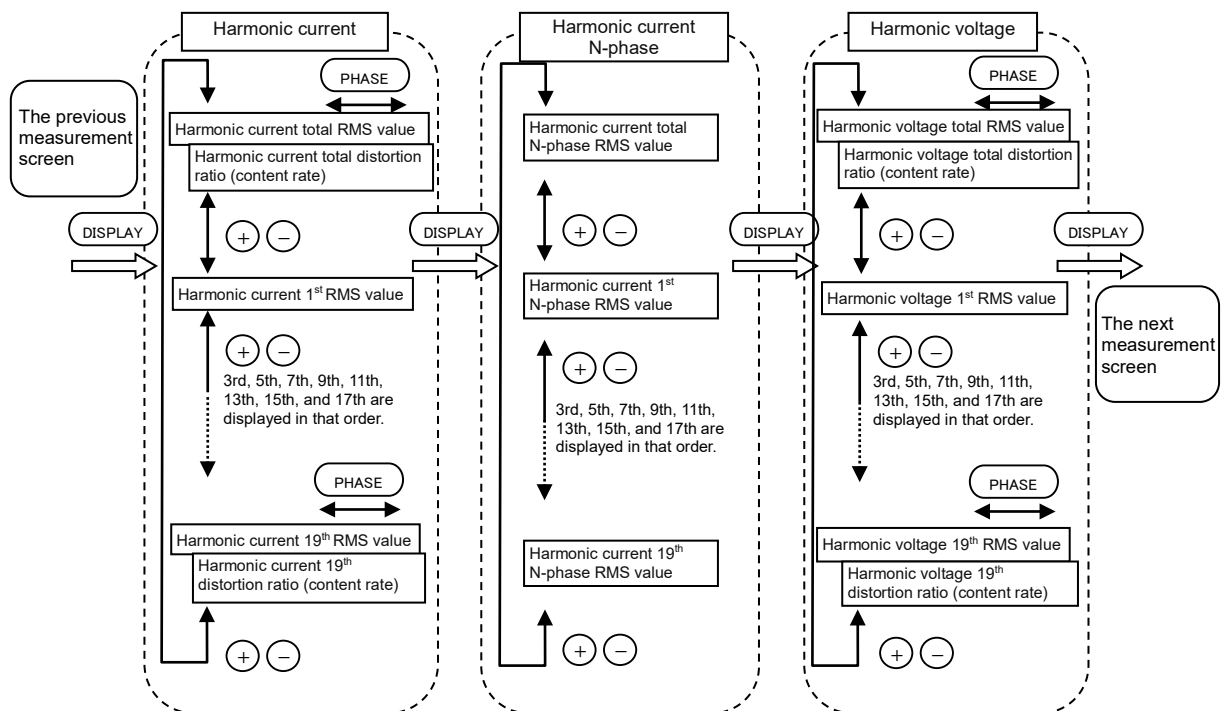 Harmonic current
Harmonic current
N-phase
Harmonic voltage
The previous
measurement
screen
DISPLAY
PHASE
Harmonic current total RMS value
Harmonic current total distortion
ratio (content rate)
+ −
Harmonic current 1st RMS value
+ −
3rd, 5th, 7th, 9th, 11th,
13th, 15th, and 17th are
displayed in that order.
PHASE
Harmonic current 19th RMS value
Harmonic current 19th
distortion ratio (content rate)
+ −
DISPLAY
Harmonic current total
N-phase RMS value
+ −
Harmonic current 1st
N-phase RMS value
+ −
3rd, 5th, 7th, 9th, 11th,
13th, 15th, and 17th are
displayed in that order.
Harmonic current 19th
N-phase RMS value
+ −
DISPLAY
PHASE
Harmonic voltage total RMS value
Harmonic voltage total distortion
ratio (content rate)
+ −
Harmonic voltage 1st RMS value
+ −
3rd, 5th, 7th, 9th, 11th,
13th, 15th, and 17th are
displayed in that order.
PHASE
Harmonic voltage 19th RMS value
Harmonic voltage 19th
distortion ratio (content rate)
+ −
DISPLAY
The next
measurement
screen